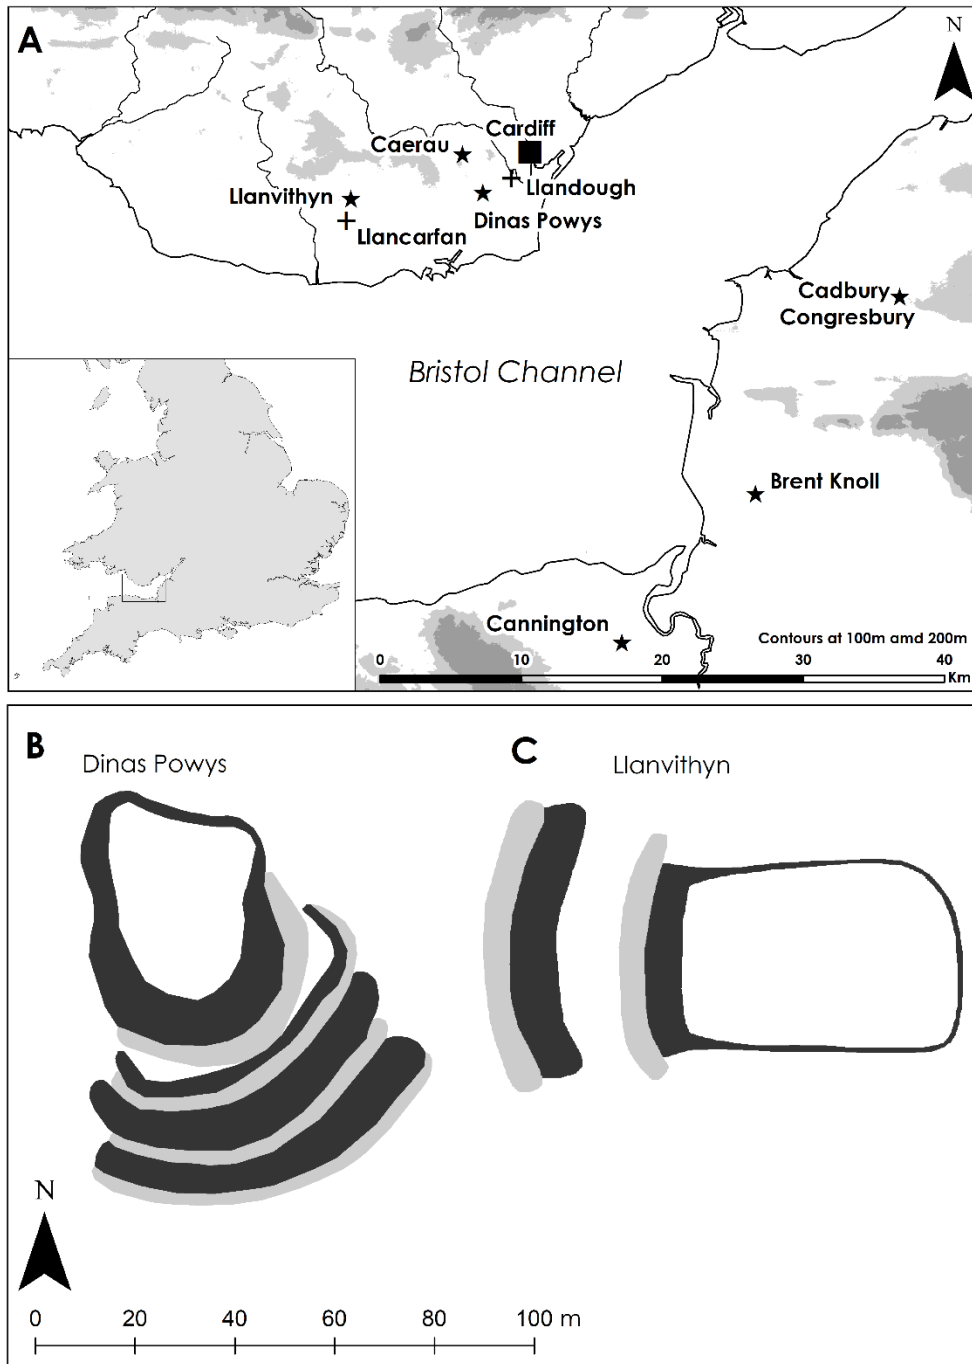 A
N
Cardiff
Caerau
Llandough
Llanvithyn
Dinas Powys
Llancarfan
Cadbury
Congresbury
Bristol Channel
Brent Knoll
Cannington
Contours at 100m amd 200m
0 10 20 30 40
Km
B
Dinas Powys
C
Llanvithyn
N
0 20 40 60 80 100 m